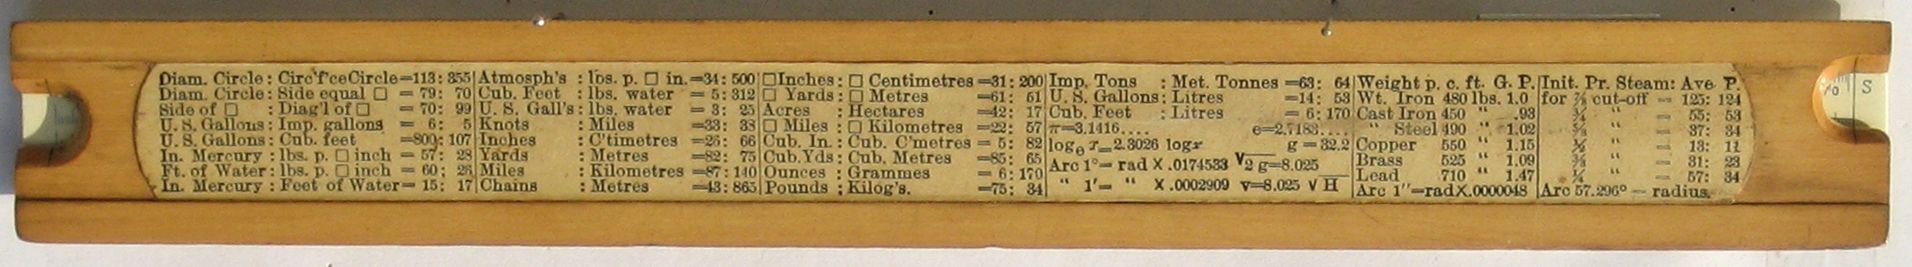 Diam. Circle : Circ'f'ceCircle=113: 355
Diam. Circle : Side equal □ = 79: 70
Side of □ : Diag'l of □ = 70: 99
U.S. Gallons : Imp. gallons = 6: 5
U.S. Gallons : Cub. feet =800: 107
In. Mercury : lbs. p. □ inch = 57: 28
Ft. of Water : lbs. p. □ inch = 60: 26
In. Mercury : Feet of Water= 15: 17
Atmosph's : lbs. p. □ in.=34: 500
Cub. Feet : lbs. water = 5: 312
U. S. Gall's : lbs. water = 3: 25
Knots : Miles =33: 38
Inches : C'timetres =26: 66
Yards : Metres =82: 75
Miles : Kilometres =87: 140
Chains : Metres =43: 865
□ Inches : □ Centimetres =31: 200
□ Yards : □ Metres =61: 51
Acres : Hectares =42: 17
□ Miles : □ Kilometres =22: 57
Cub. In. : Cub. C'metres = 5: 82
Cub.Yds : Cub. Metres =85: 65
Ounces : Grammes = 6: 170
Pounds : Kilog's. =75: 34
Imp. Tons : Met. Tonnes =63: 64
U. S. Gallons : Litres =14: 53
Cub. Feet : Litres = 6: 170
π=3.1416.... e=2.7183......
logₑ x=2.3026 logx g = 32.2
Arc 1°= rad X .0174533 √2 g=8.025
" 1'= " X .0002909 v=8.025 √H
Weight p. c. ft. G. P.
Wt. Iron 480 lbs. 1.0
Cast Iron 450 " .93
" Steel 490 " 1.02
Copper 550 " 1.15
Brass 525 " 1.09
Lead 710 " 1.47
Arc 1"=radX.0000048
Init. Pr. Steam: Ave. P.
for ⅞ cut-off = 125: 124
" " = 55: 53
" " = 37: 34
" " = 13: 11
" " = 31: 23
" " = 57: 34
Arc 57.296° = radius.
S